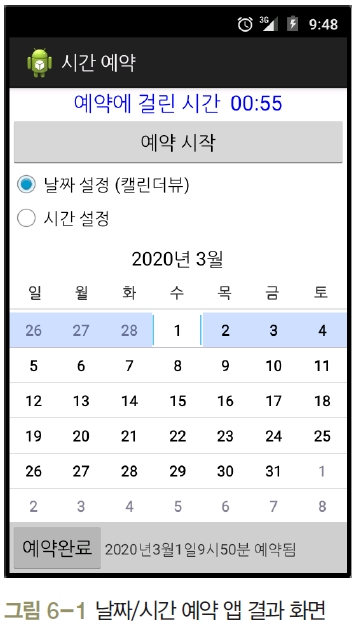 3G 9:48
시간 예약
예약에 걸린 시간 00:55
예약 시작
날짜 설정 (캘린더뷰)
시간 설정
2020년 3월
일 월 화 수 목 금 토
26 27 28 1 2 3 4
5 6 7 8 9 10 11
12 13 14 15 16 17 18
19 20 21 22 23 24 25
26 27 28 29 30 31 1
2 3 4 5 6 7 8
예약완료 2020년3월1일9시50분 예약됨
그림 6-1 날짜/시간 예약 앱 결과 화면